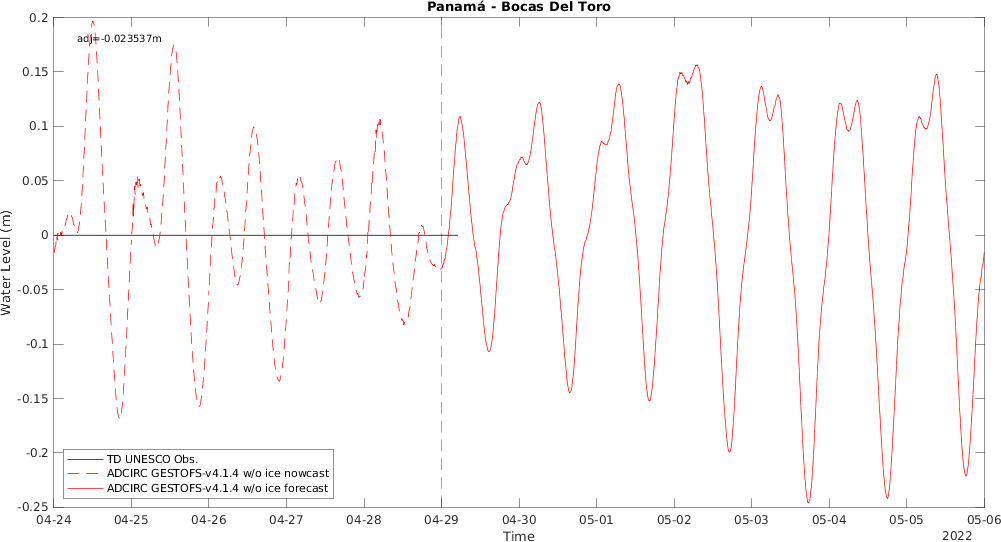 Panamá - Bocas Del Toro
adj=-0.023537m
0.2
0.15
0.1
0.05
0
-0.05
-0.1
-0.15
-0.2
-0.25
Water Level (m)
TD UNESCO Obs.
ADCIRC GESTOFS-v4.1.4 w/o ice nowcast
ADCIRC GESTOFS-v4.1.4 w/o ice forecast
04-24 04-25 04-26 04-27 04-28 04-29 04-30 05-01 05-02 05-03 05-04 05-05 05-06
Time
2022